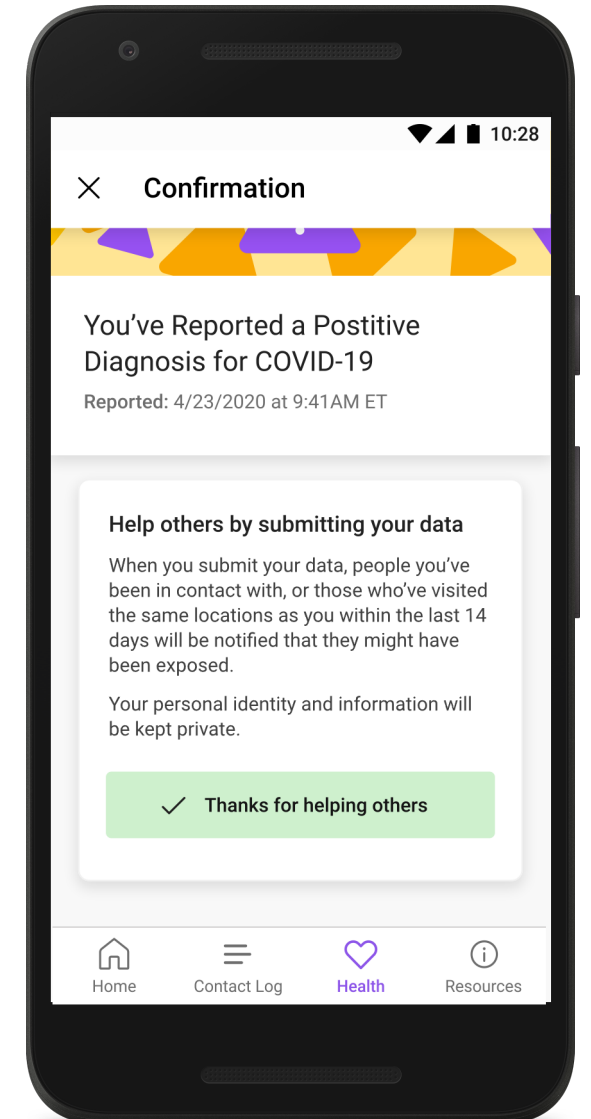 10:28
Confirmation
You’ve Reported a Postitive
Diagnosis for COVID-19
Reported: 4/23/2020 at 9:41AM ET
Help others by submitting your data
When you submit your data, people you’ve
been in contact with, or those who’ve visited
the same locations as you within the last 14
days will be notified that they might have
been exposed.
Your personal identity and information will
be kept private.
Thanks for helping others
Home Contact Log Health Resources